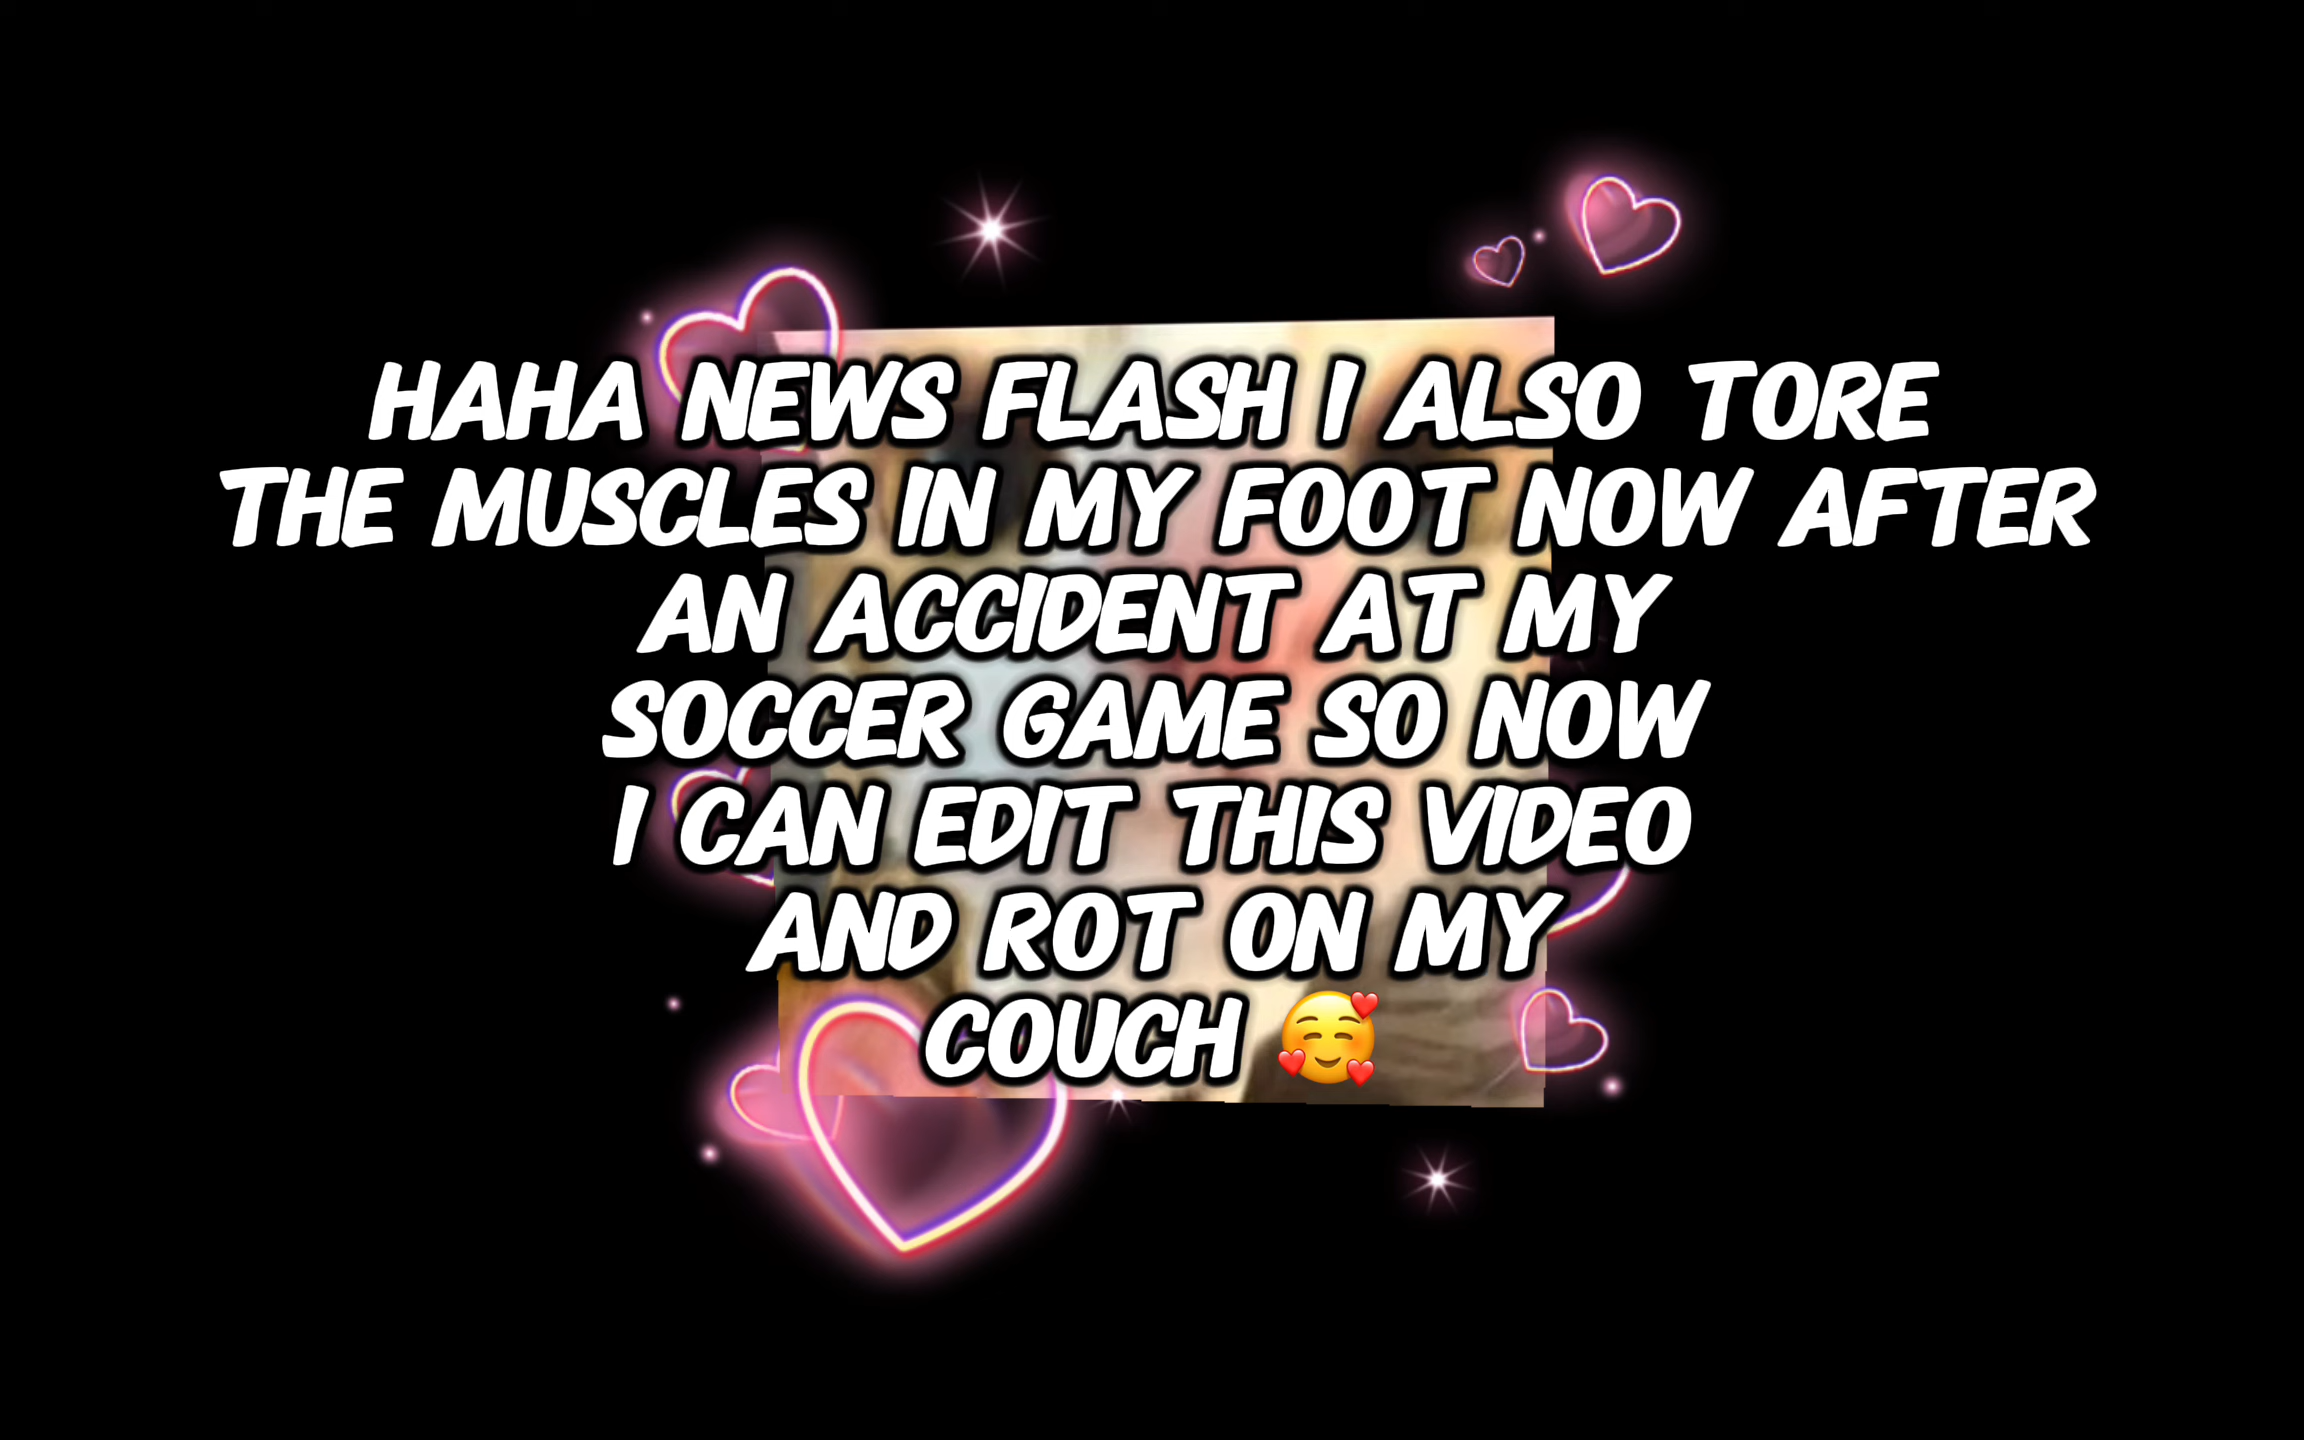 HAHA NEWS FLASH I ALSO TORE
THE MUSCLES IN MY FOOT NOW AFTER
AN ACCIDENT AT MY
SOCCER GAME SO NOW
I CAN EDIT THIS VIDEO
AND ROT ON MY
COUCH 🥰